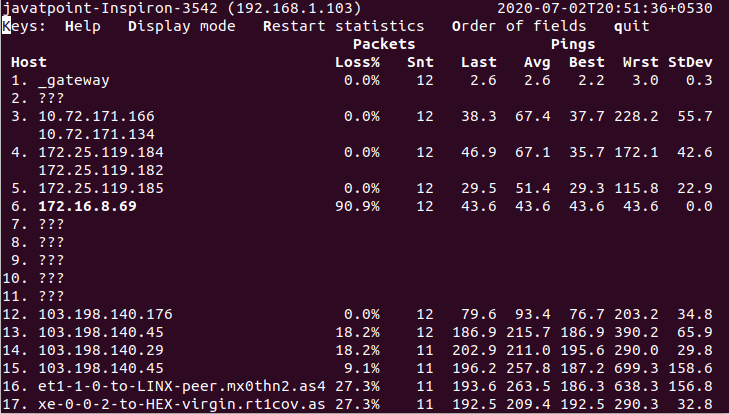 javatpoint-Inspiron-3542 (192.168.1.103) 2020-07-02T20:51:36+0530
Keys: Help Display mode Restart statistics Order of fields quit
Packets Pings
Host Loss% Snt Last Avg Best Wrst StDev
1. _gateway 0.0% 12 2.6 2.6 2.2 3.0 0.3
2. ???
3. 10.72.171.166 0.0% 12 38.3 67.4 37.7 228.2 55.7
10.72.171.134
4. 172.25.119.184 0.0% 12 46.9 67.1 35.7 172.1 42.6
172.25.119.182
5. 172.25.119.185 0.0% 12 29.5 51.4 29.3 115.8 22.9
6. 172.16.8.69 90.9% 12 43.6 43.6 43.6 43.6 0.0
7. ???
8. ???
9. ???
10. ???
11. ???
12. 103.198.140.176 0.0% 12 79.6 93.4 76.7 203.2 34.8
13. 103.198.140.45 18.2% 12 186.9 215.7 186.9 390.2 65.9
14. 103.198.140.29 18.2% 11 202.9 211.0 195.6 290.0 29.8
15. 103.198.140.45 9.1% 11 196.2 257.8 187.2 699.3 158.6
16. et1-1-0-to-LINX-peer.mx0thn2.as4 27.3% 11 193.6 263.5 186.3 638.3 156.8
17. xe-0-0-2-to-HEX-virgin.rt1cov.as 27.3% 11 192.5 209.4 192.5 290.3 32.8